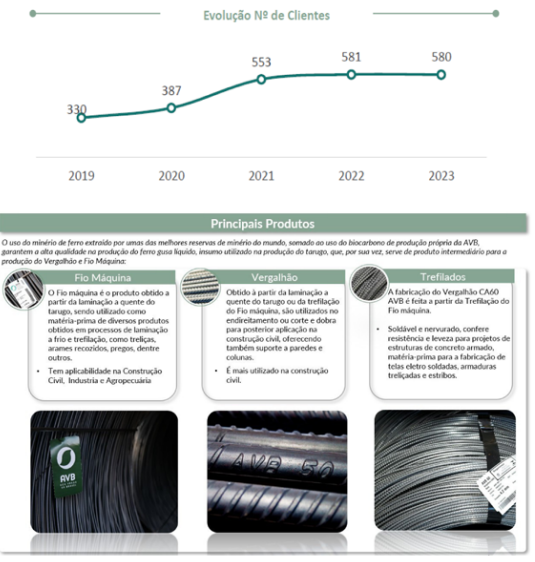 Evolução Nº de Clientes
330
387
553
581
580
2019
2020
2021
2022
2023
Principais Produtos
O uso do minério de ferro extraído por umas das melhores reservas de minério do mundo, somado ao uso do biocarbono de produção própria da AVB,
garantem a alta qualidade na produção do ferro gusa líquido, insumo utilizado na produção do tarugo, que, por sua vez, serve de produto intermediário para a
produção do Vergalhão e Fio Máquina:
Fio Máquina
O Fio máquina é o produto obtido a
partir da laminação a quente do
tarugo, sendo utilizado como
matéria-prima de diversos produtos
obtidos em processos de laminação
a frio e trefilação, como treliças,
arames recozidos, pregos, dentre
outros.
• Tem aplicabilidade na Construção
Civil, Industria e Agropecuária
Vergalhão
Obtido à partir da laminação a
quente do tarugo ou da trefilação
do Fio máquina, são utilizados no
endireitamento ou corte e dobra
para posterior aplicação na
construção civil, oferecendo
também suporte a paredes e
colunas.
• É mais utilizado na construção
civil.
Trefilados
A fabricação do Vergalhão CA60
AVB é feita a partir da Trefilação do
Fio máquina.
• Soldável e nervurado, confere
resistência e leveza para projetos de
estruturas de concreto armado,
matéria-prima para a fabricação de
telas eletro soldadas, armaduras
treliçadas e estribos.
AVB
AVB 50